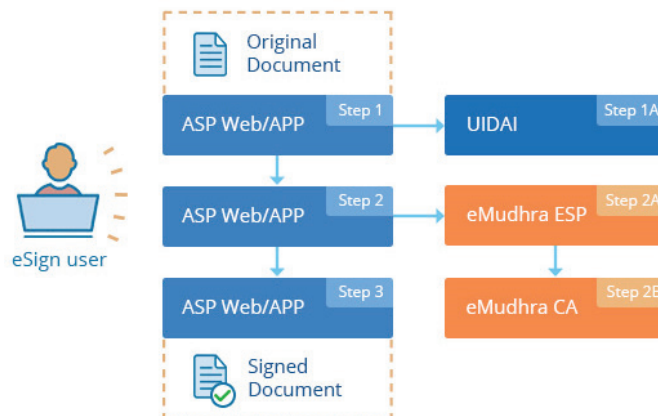 Original
Document
ASP Web/APP
Step 1
UIDAI
Step 1A
ASP Web/APP
Step 2
eMudhra ESP
Step 2A
eSign user
ASP Web/APP
Step 3
eMudhra CA
Step 2B
Signed
Document